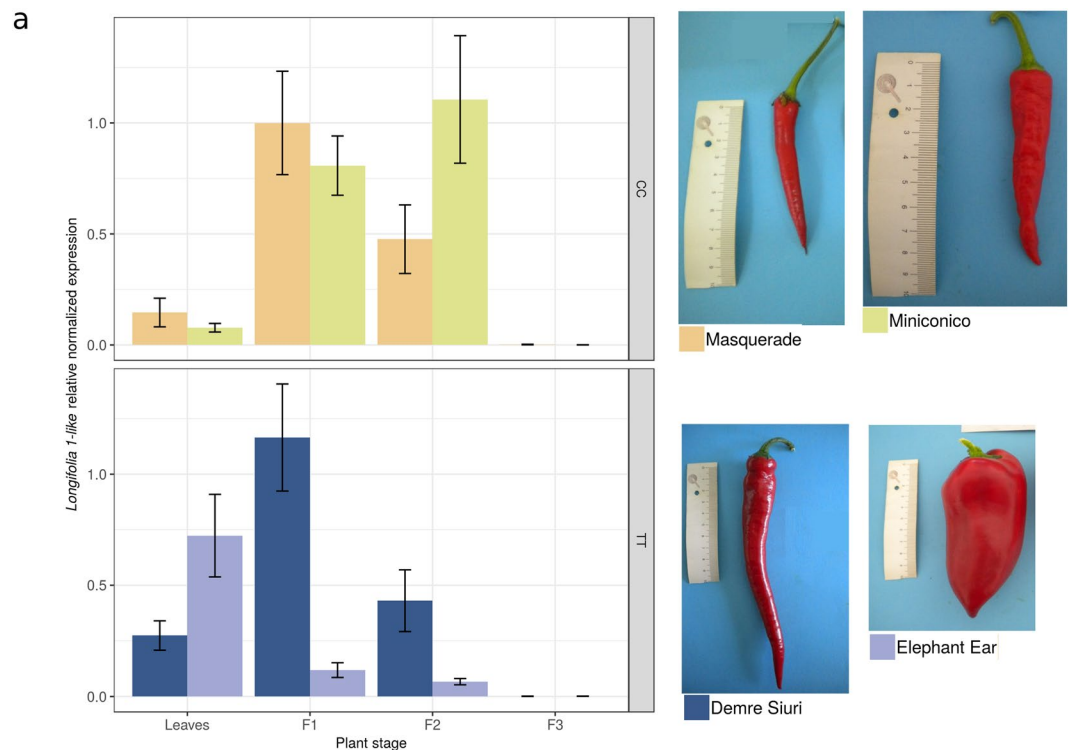 a
Longifolia 1-like relative normalized expression
1.0
0.5
0.0
CC
1.0
0.5
0.0
TT
Leaves F1 F2 F3
Plant stage
Masquerade
Miniconico
Demre Siuri
Elephant Ear